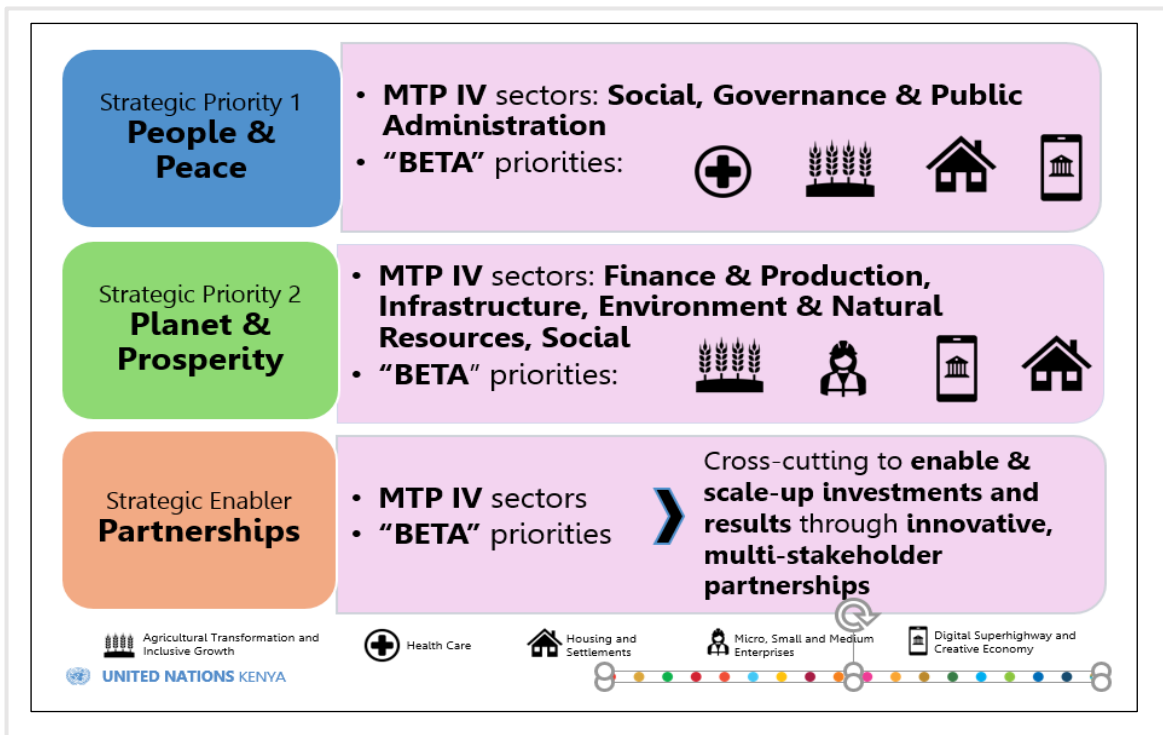 Strategic Priority 1
People &
Peace
• MTP IV sectors: Social, Governance & Public
Administration
• “BETA” priorities:
Strategic Priority 2
Planet &
Prosperity
• MTP IV sectors: Finance & Production,
Infrastructure, Environment & Natural
Resources, Social
• “BETA” priorities:
Strategic Enabler
Partnerships
• MTP IV sectors
• “BETA” priorities
Cross-cutting to enable &
scale-up investments and
results through innovative,
multi-stakeholder
partnerships
Agricultural Transformation and
Inclusive Growth
Health Care
Housing and
Settlements
Micro, Small and Medium
Enterprises
Digital Superhighway and
Creative Economy
UNITED NATIONS KENYA